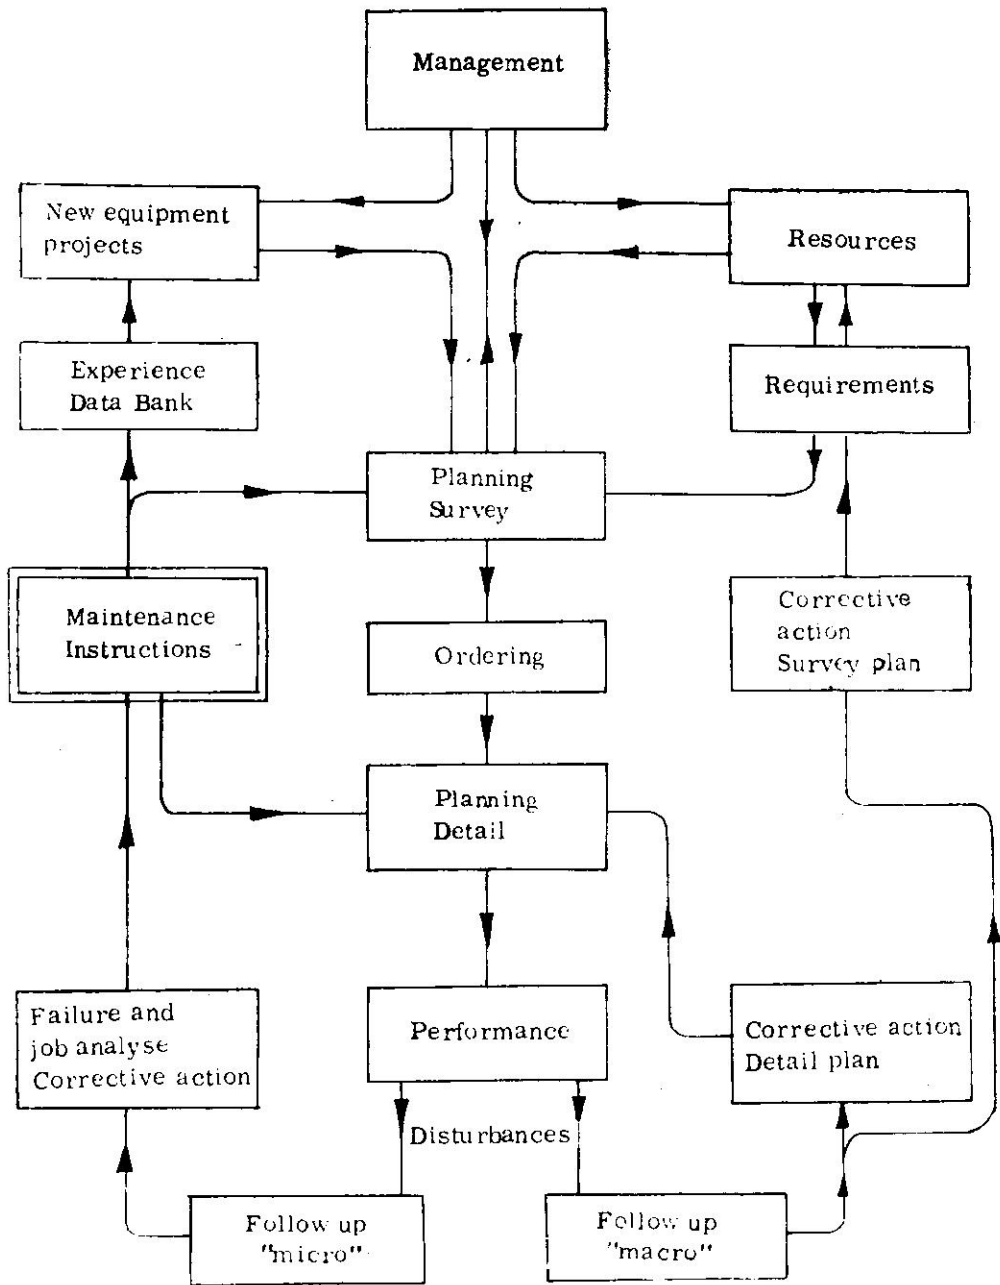 Management
New equipment
projects
Resources
Experience
Data Bank
Requirements
Planning
Survey
Maintenance
Instructions
Ordering
Corrective
action
Survey plan
Planning
Detail
Failure and
job analyse
Corrective action
Performance
Corrective action
Detail plan
Disturbances
Follow up
"micro"
Follow up
"macro"